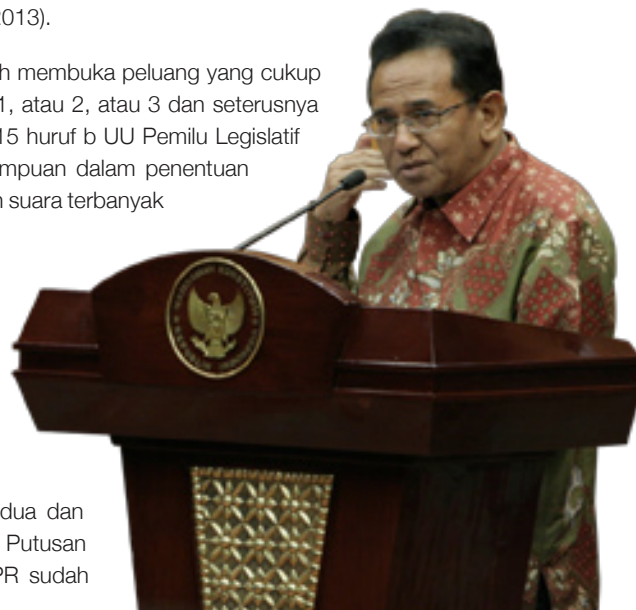 2013).
h membuka peluang yang cukup
1, atau 2, atau 3 dan seterusnya
15 huruf b UU Pemilu Legislatif
mpuan dalam penentuan
n suara terbanyak
dua dan
Putusan
PR sudah